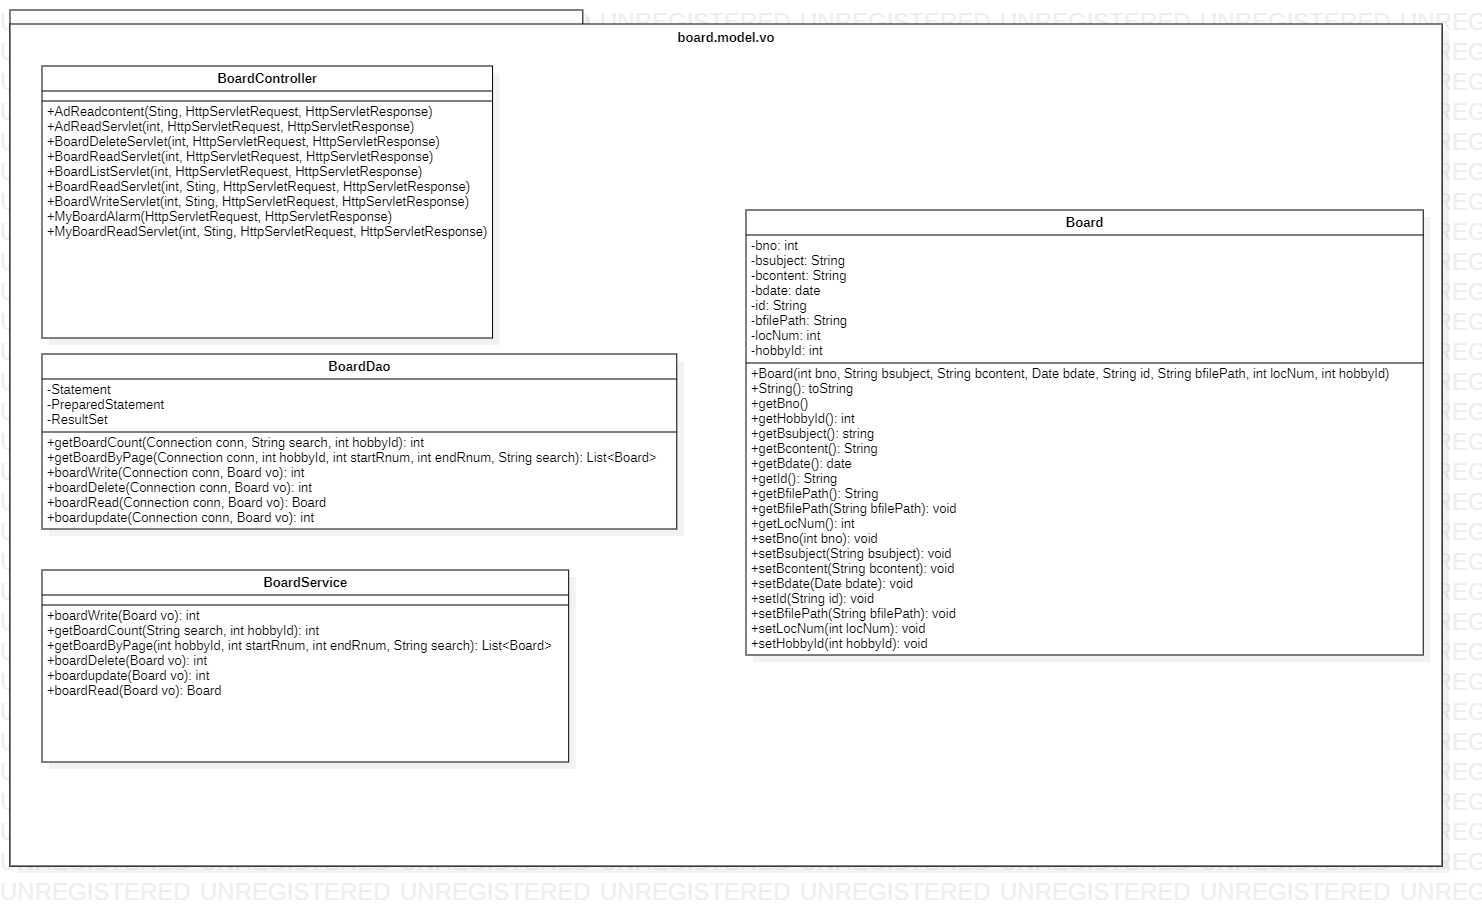 board.model.vo
BoardController
+AdReadcontent(Sting, HttpServletRequest, HttpServletResponse)
+AdReadServlet(int, HttpServletRequest, HttpServletResponse)
+BoardDeleteServlet(int, HttpServletRequest, HttpServletResponse)
+BoardReadServlet(int, HttpServletRequest, HttpServletResponse)
+BoardListServlet(int, HttpServletRequest, HttpServletResponse)
+BoardReadServlet(int, Sting, HttpServletRequest, HttpServletResponse)
+BoardWriteServlet(int, Sting, HttpServletRequest, HttpServletResponse)
+MyBoardAlarm(HttpServletRequest, HttpServletResponse)
+MyBoardReadServlet(int, Sting, HttpServletRequest, HttpServletResponse)
BoardDao
-Statement
-PreparedStatement
-ResultSet
+getBoardCount(Connection conn, String search, int hobbyId): int
+getBoardByPage(Connection conn, int hobbyId, int startRnum, int endRnum, String search): List<Board>
+boardWrite(Connection conn, Board vo): int
+boardDelete(Connection conn, Board vo): int
+boardRead(Connection conn, Board vo): Board
+boardupdate(Connection conn, Board vo): int
BoardService
+boardWrite(Board vo): int
+getBoardCount(String search, int hobbyId): int
+getBoardByPage(int hobbyId, int startRnum, int endRnum, String search): List<Board>
+boardDelete(Board vo): int
+boardupdate(Board vo): int
+boardRead(Board vo): Board
Board
-bno: int
-bsubject: String
-bcontent: String
-bdate: date
-id: String
-bfilePath: String
-locNum: int
-hobbyId: int
+Board(int bno, String bsubject, String bcontent, Date bdate, String id, String bfilePath, int locNum, int hobbyId)
+String(): toString
+getBno()
+getHobbyId(): int
+getBsubject(): string
+getBcontent(): String
+getBdate(): date
+getId(): String
+getBfilePath(): String
+getBfilePath(String bfilePath): void
+getLocNum(): int
+setBno(int bno): void
+setBsubject(String bsubject): void
+setBcontent(String bcontent): void
+setBdate(Date bdate): void
+setId(String id): void
+setBfilePath(String bfilePath): void
+setLocNum(int locNum): void
+setHobbyId(int hobbyId): void
UNREGISTERED UNREGISTERED UNREGISTERED UNREGISTERED UNREGISTERED UNREGISTERED UNREGISTERED